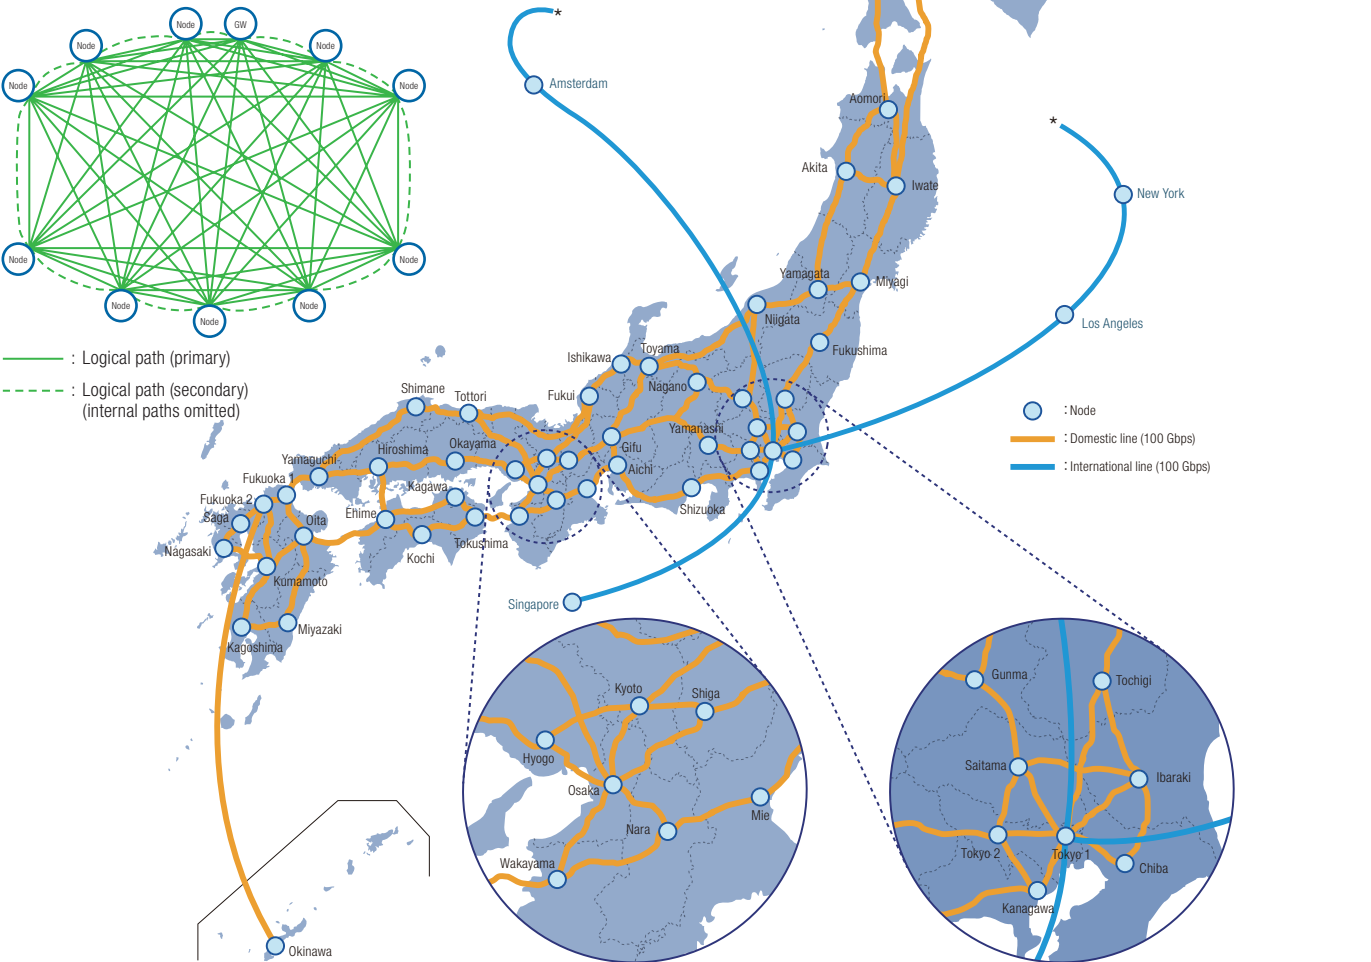 Node
GW
Node
Node
Node
Node
Node
Node
Node
Node
Node
Node
: Logical path (primary)
: Logical path (secondary)
(internal paths omitted)
*
Amsterdam
*
New York
Los Angeles
Singapore
: Node
: Domestic line (100 Gbps)
: International line (100 Gbps)
Aomori
Akita
Iwate
Yamagata
Miyagi
Niigata
Fukushima
Ishikawa
Toyama
Nagano
Fukui
Yamanashi
Gifu
Aichi
Shizuoka
Shimane
Tottori
Hiroshima
Okayama
Yamaguchi
Fukuoka 1
Fukuoka 2
Saga
Nagasaki
Oita
Kumamoto
Kagoshima
Miyazaki
Ehime
Kagawa
Kochi
Tokushima
Okinawa
Kyoto
Shiga
Hyogo
Osaka
Nara
Mie
Wakayama
Gunma
Tochigi
Saitama
Ibaraki
Tokyo 2
Tokyo 1
Chiba
Kanagawa